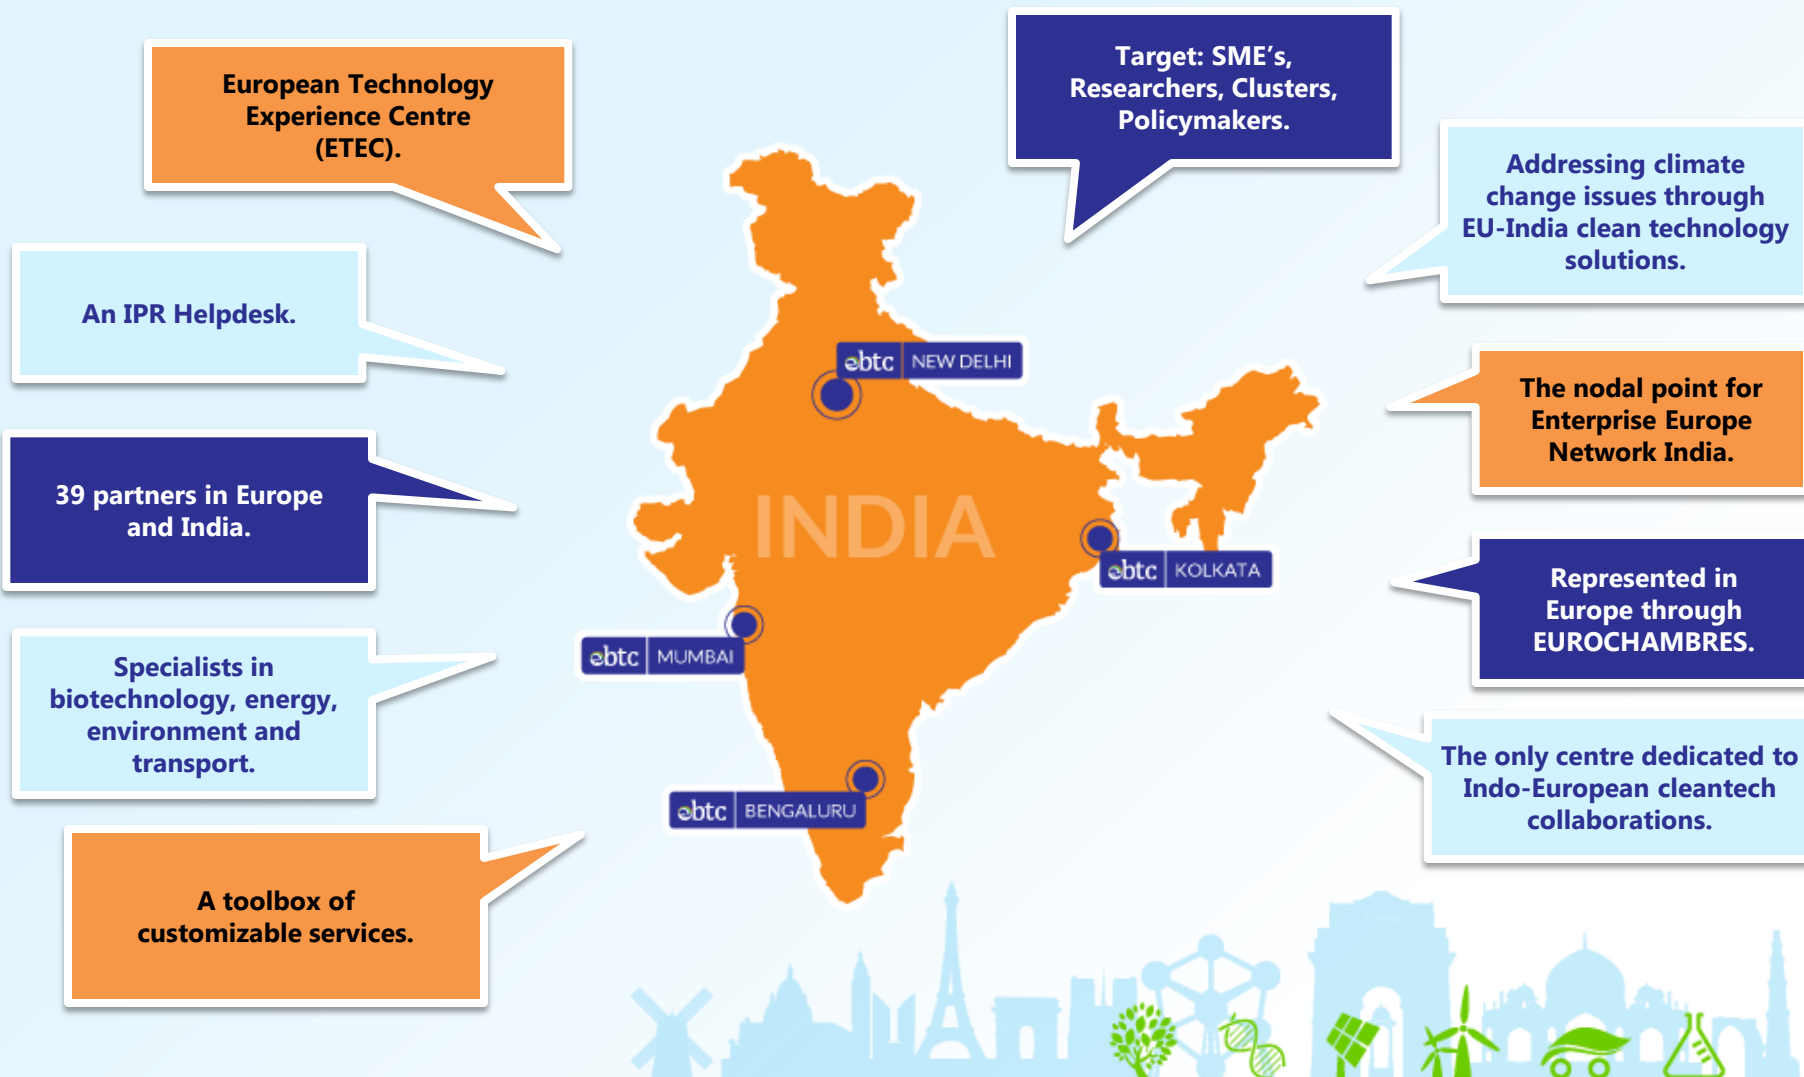 European Technology
Experience Centre
(ETEC).
Target: SME's,
Researchers, Clusters,
Policymakers.
Addressing climate
change issues through
EU-India clean technology
solutions.
An IPR Helpdesk.
ebtc NEW DELHI
The nodal point for
Enterprise Europe
Network India.
39 partners in Europe
and India.
INDIA
ebtc KOLKATA
Represented in
Europe through
EUROCHAMBRES.
ebtc MUMBAI
Specialists in
biotechnology, energy,
environment and
transport.
The only centre dedicated to
Indo-European cleantech
collaborations.
ebtc BENGALURU
A toolbox of
customizable services.